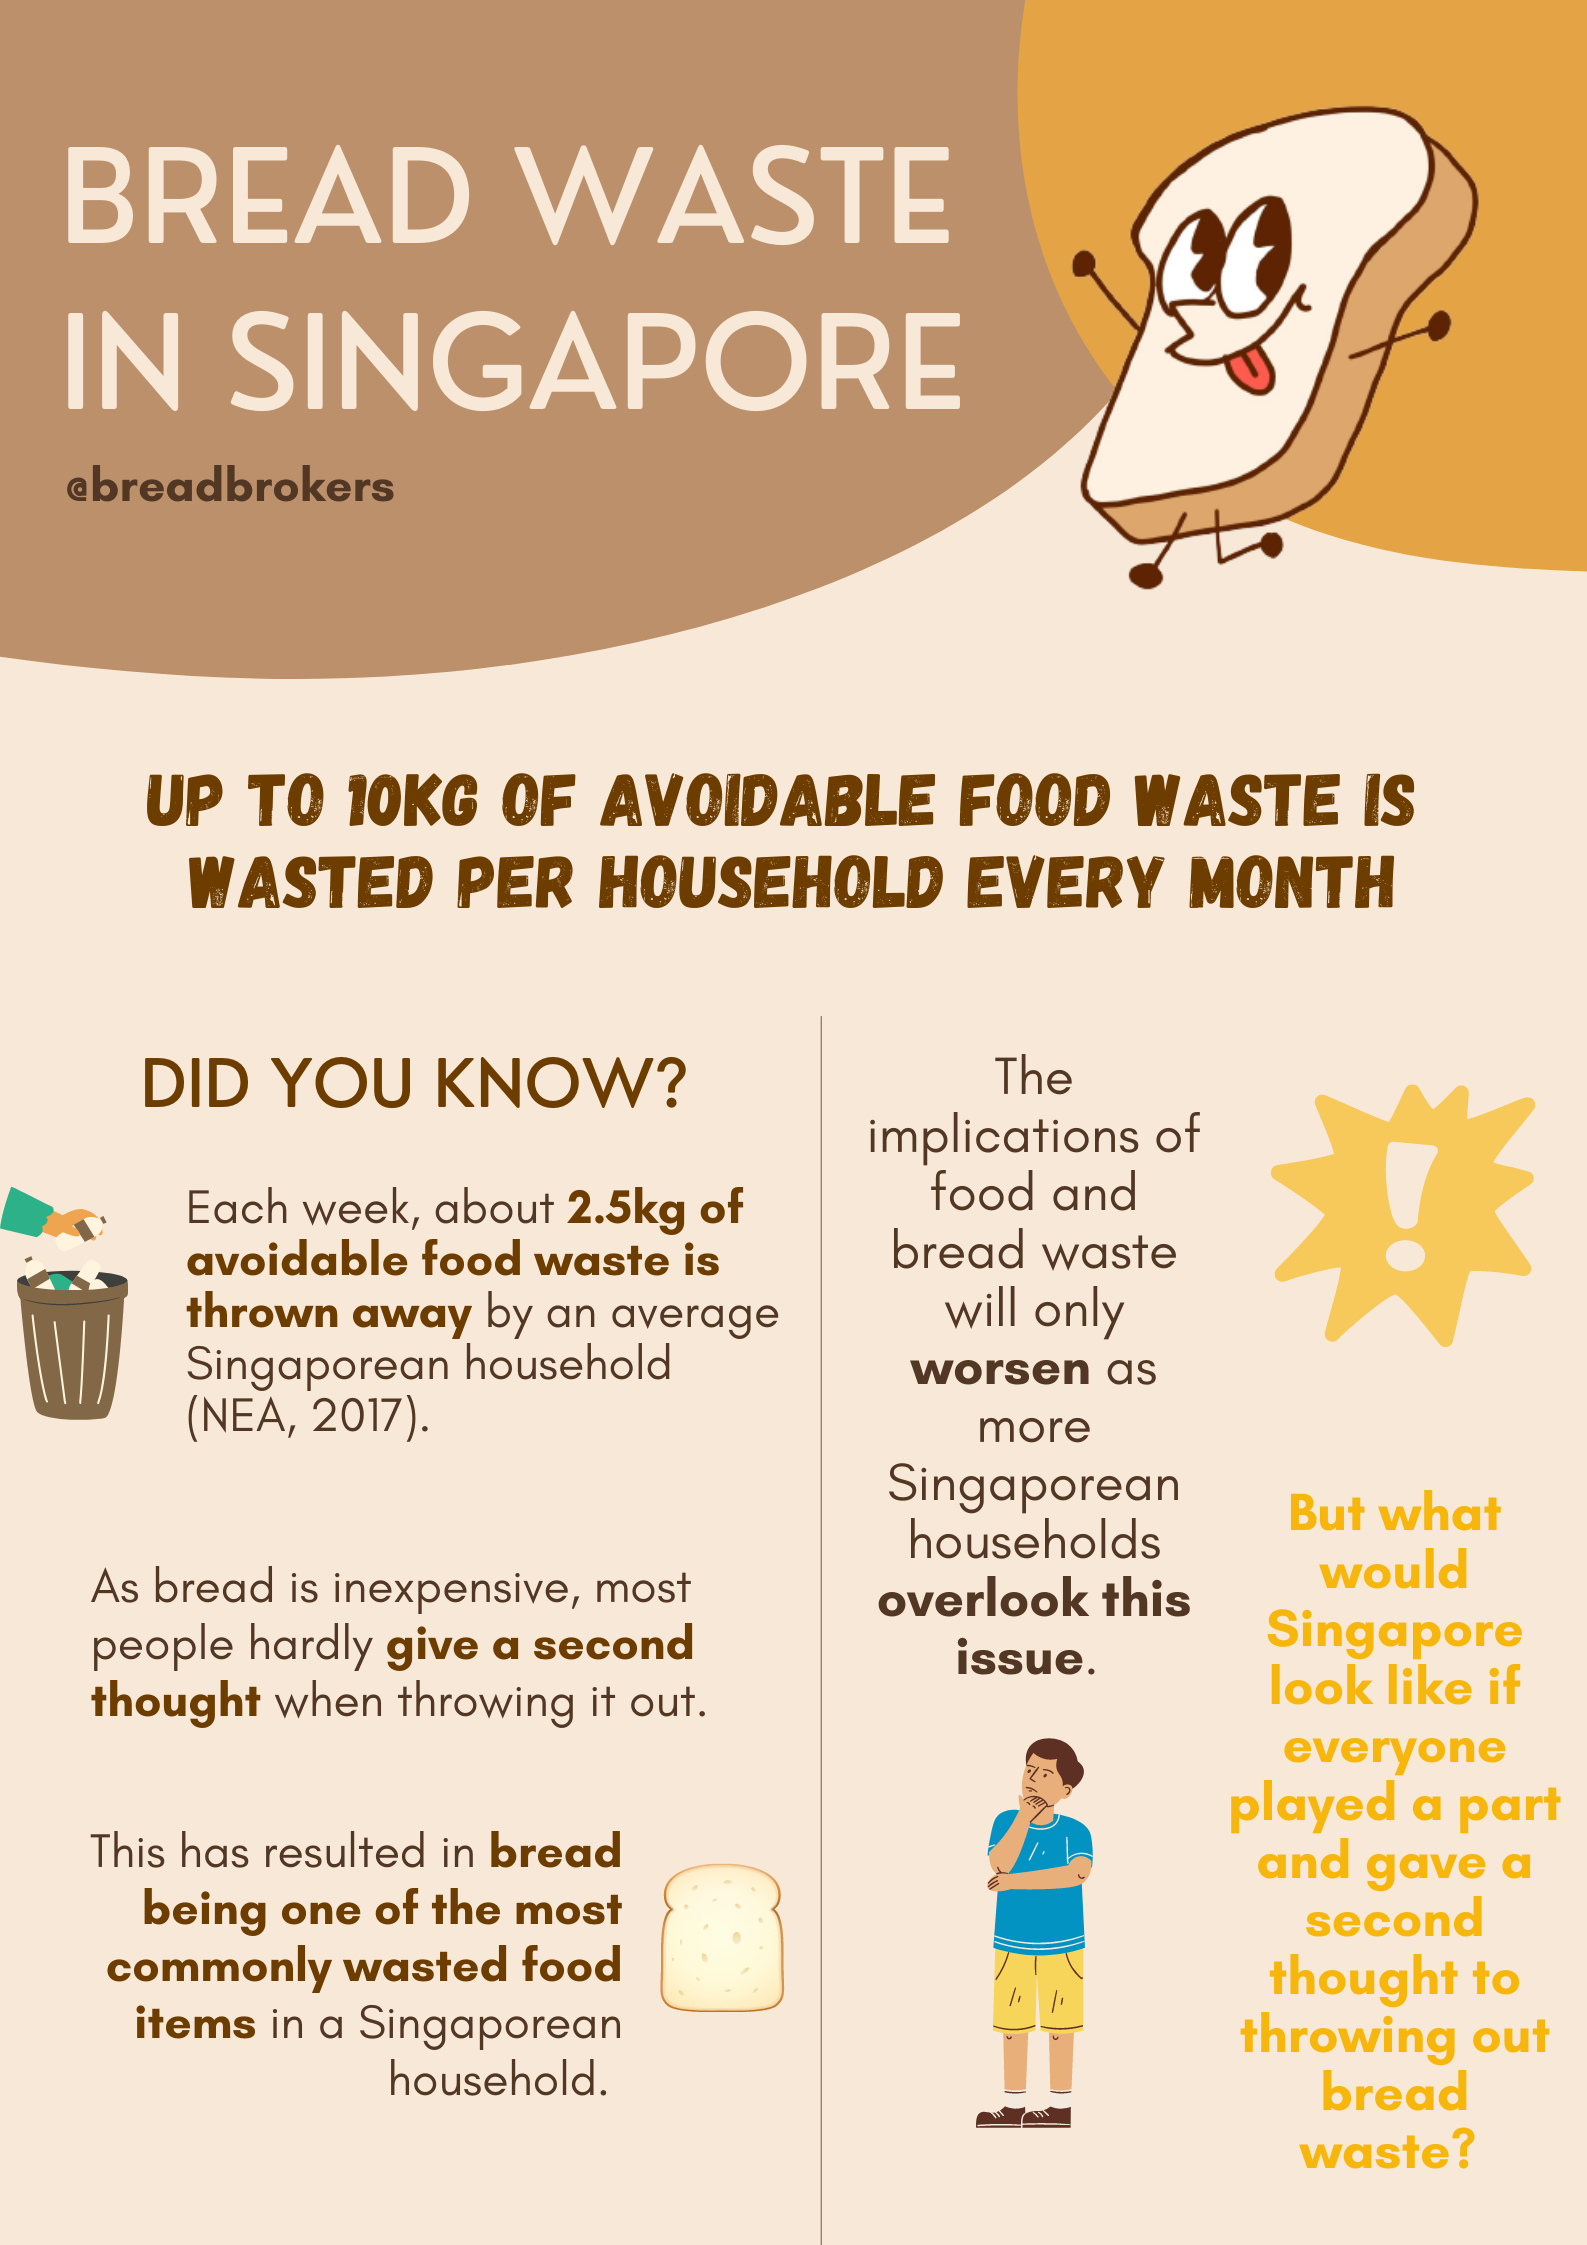 BREAD WASTE
IN SINGAPORE
@breadbrokers
UP TO 10KG OF AVOIDABLE FOOD WASTE IS
WASTED PER HOUSEHOLD EVERY MONTH
DID YOU KNOW?
Each week, about 2.5kg of
avoidable food waste is
thrown away by an average
Singaporean household
(NEA, 2017).
As bread is inexpensive, most
people hardly give a second
thought when throwing it out.
This has resulted in bread
being one of the most
commonly wasted food
items in a Singaporean
household.
The
implications of
food and
bread waste
will only
worsen as
more
Singaporean
households
overlook this
issue.
!
But what
would
Singapore
look like if
everyone
played a part
and gave a
second
thought to
throwing out
bread
waste?